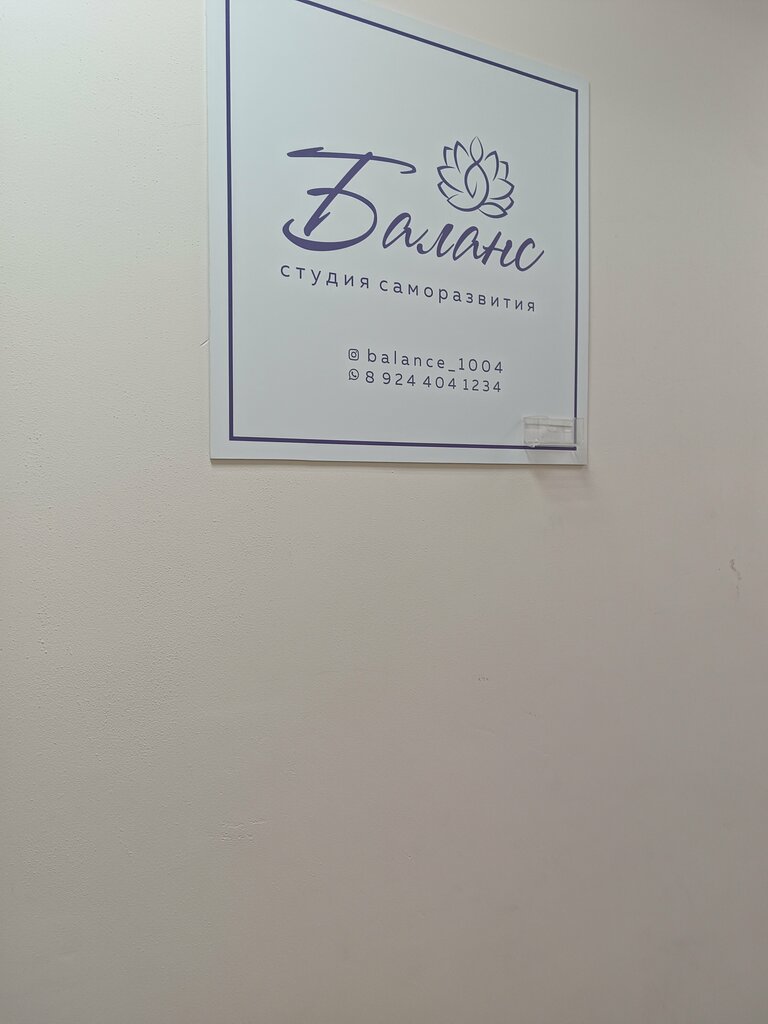 Баланс
студия саморазвития
balance_1004
8 924 404 1234